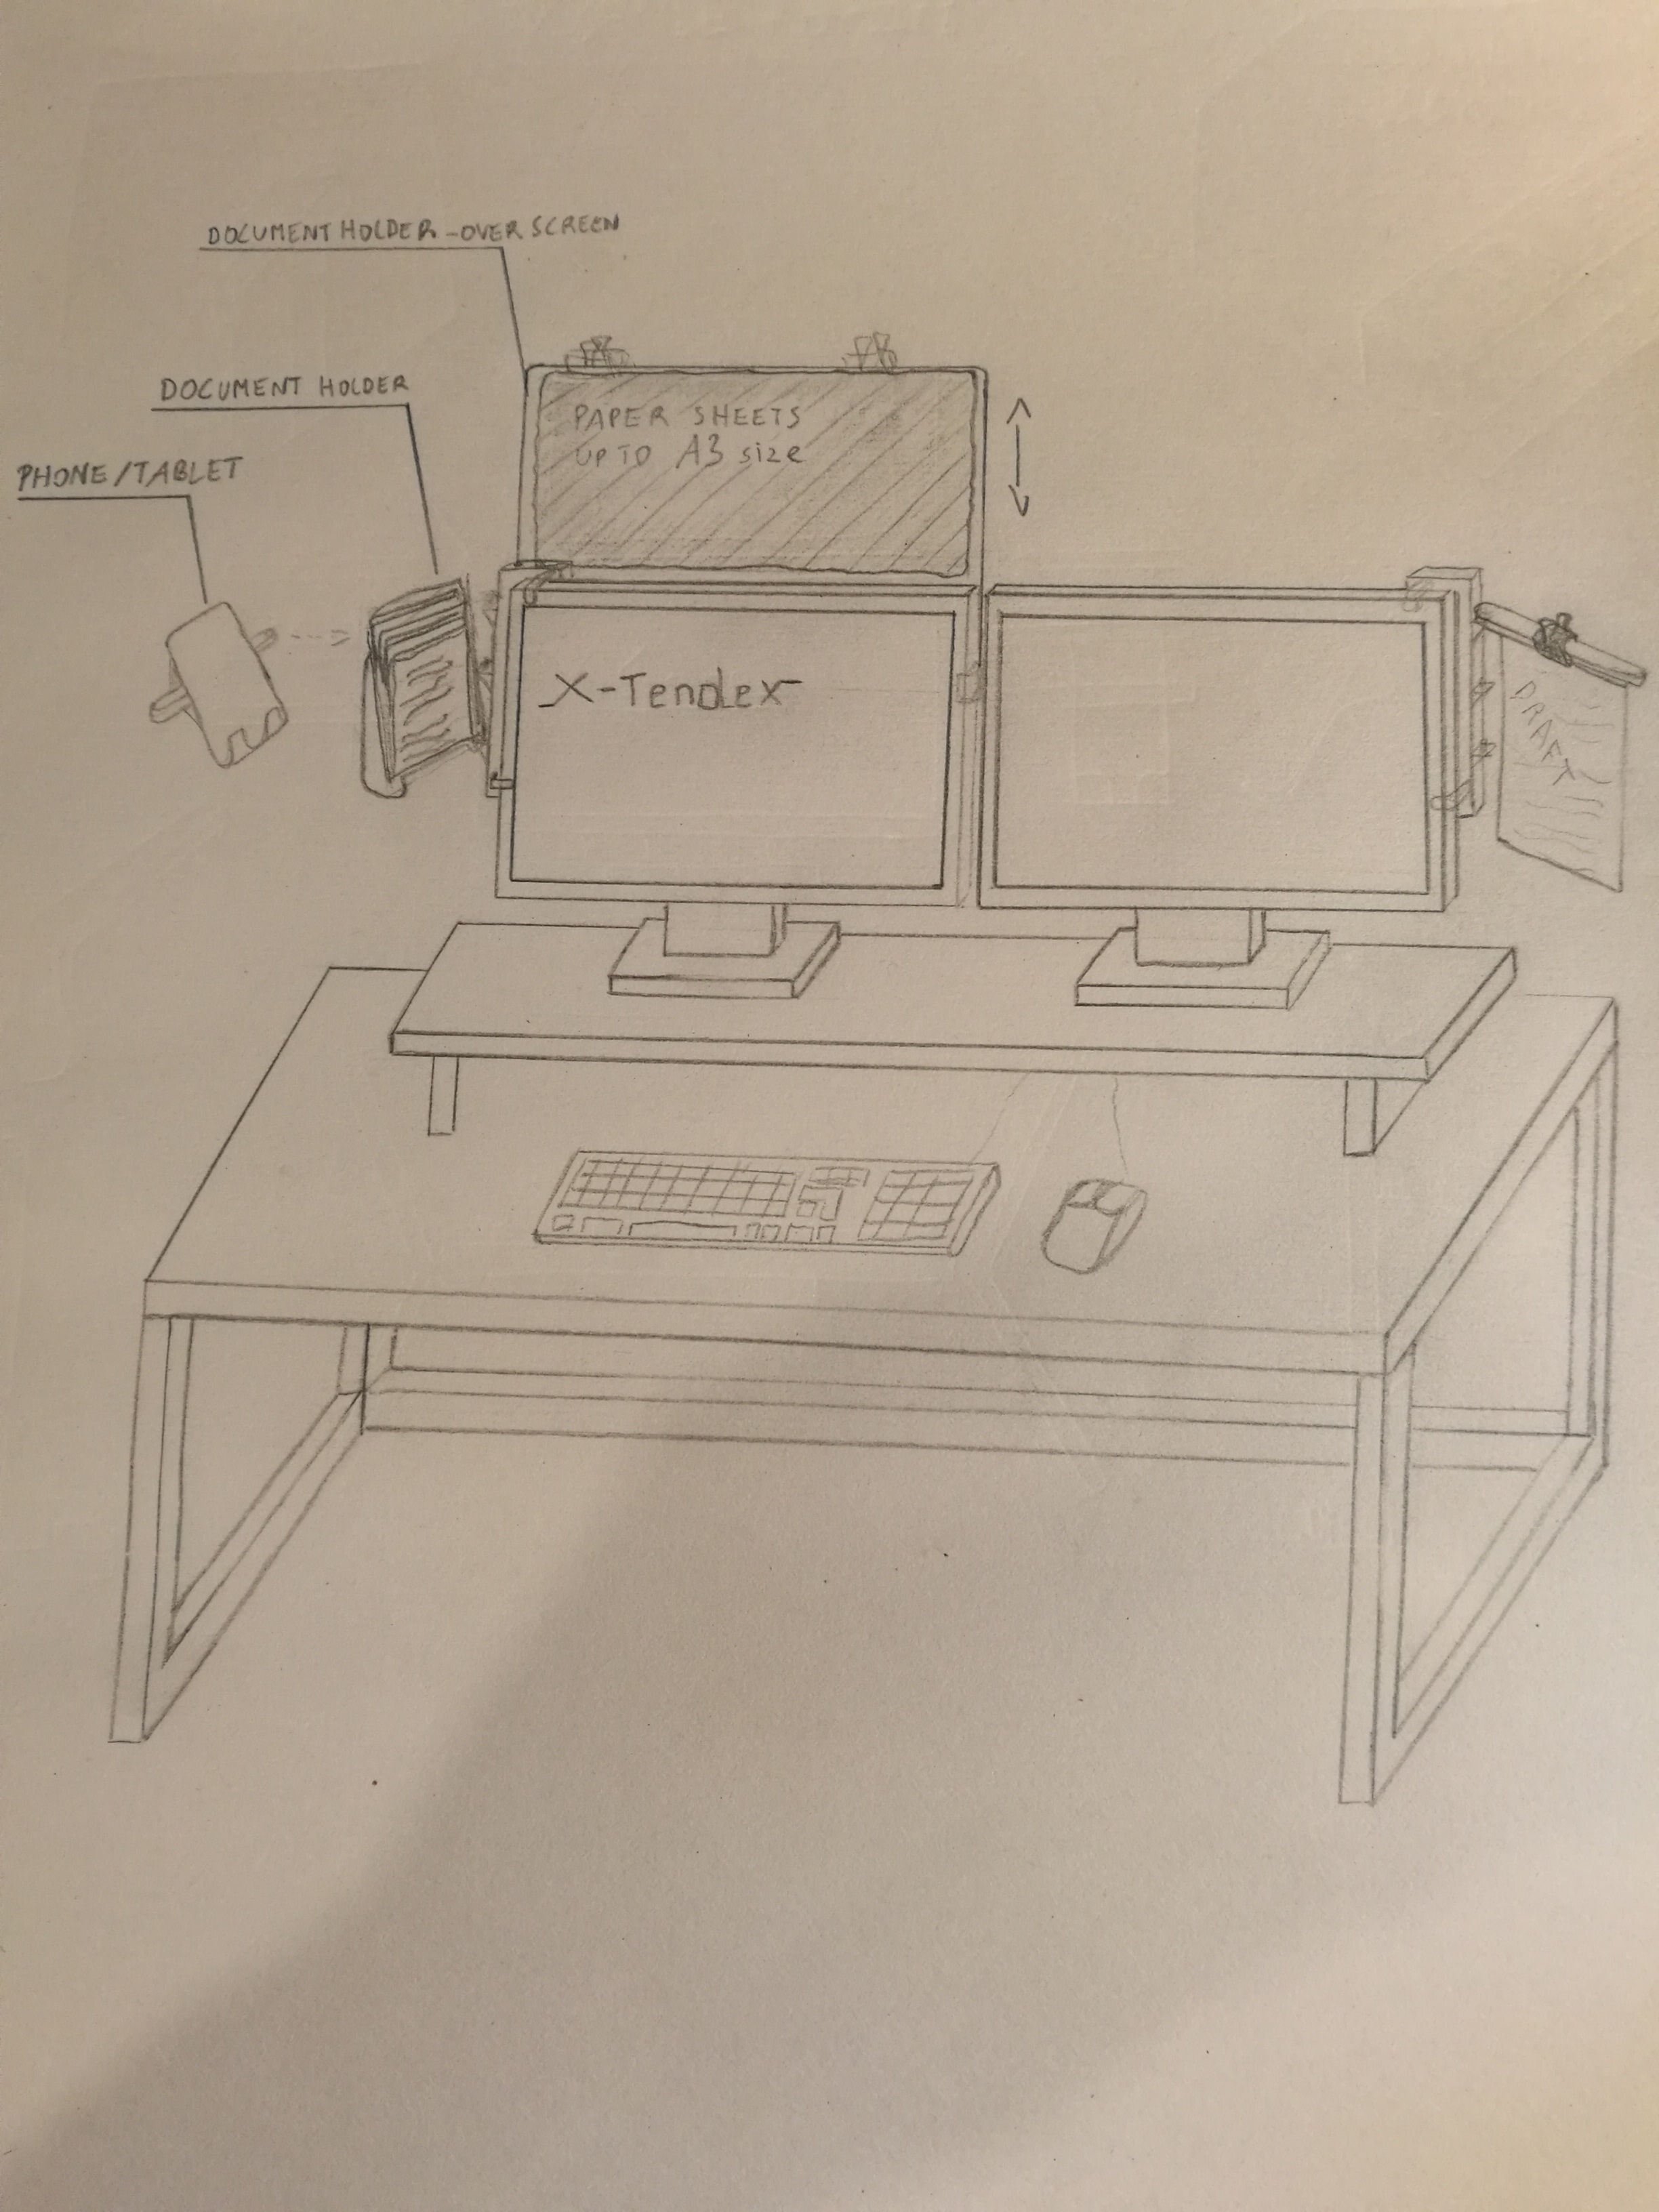 DOCUMENT HOLDER - OVER SCREEN
DOCUMENT HOLDER
PHONE/TABLET
PAPER SHEETS
UP TO A3 size
X-Tendex
DRAFT